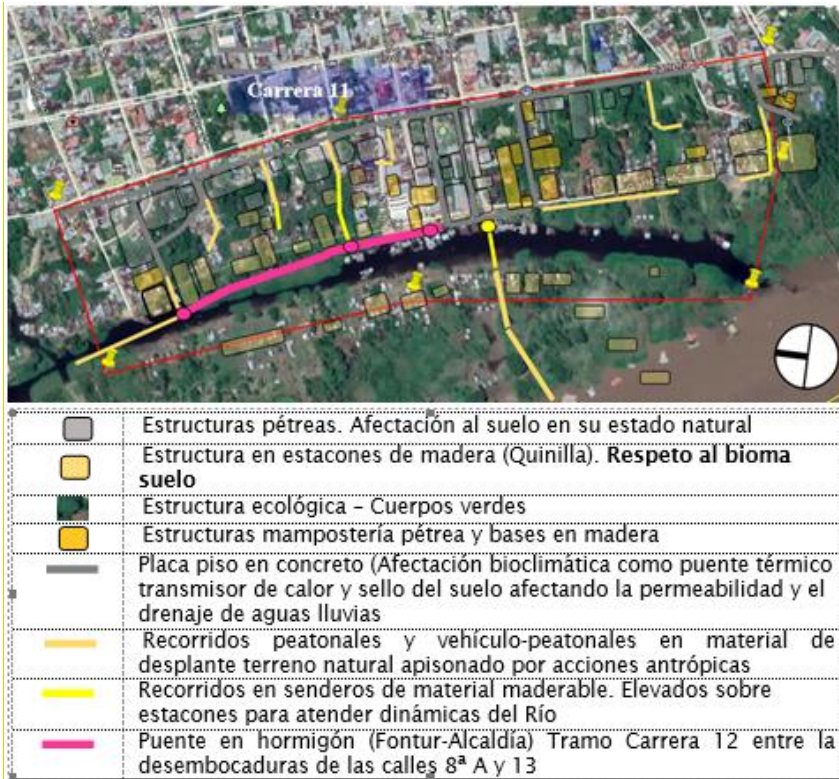 Carrera 11
Estructuras pétreas. Afectación al suelo en su estado natural
Estructura en estacones de madera (Quinilla). Respeto al bioma
suelo
Estructura ecológica – Cuerpos verdes
Estructuras mampostería pétrea y bases en madera
Placa piso en concreto (Afectación bioclimática como puente térmico
transmisor de calor y sello del suelo afectando la permeabilidad y el
drenaje de aguas lluvias
Recorridos peatonales y vehículo-peatonales en material de
desplante terreno natural apisonado por acciones antrópicas
Recorridos en senderos de material maderable. Elevados sobre
estacones para atender dinámicas del Río
Puente en hormigón (Fontur-Alcaldía) Tramo Carrera 12 entre la
desembocaduras de las calles 8ª A y 13